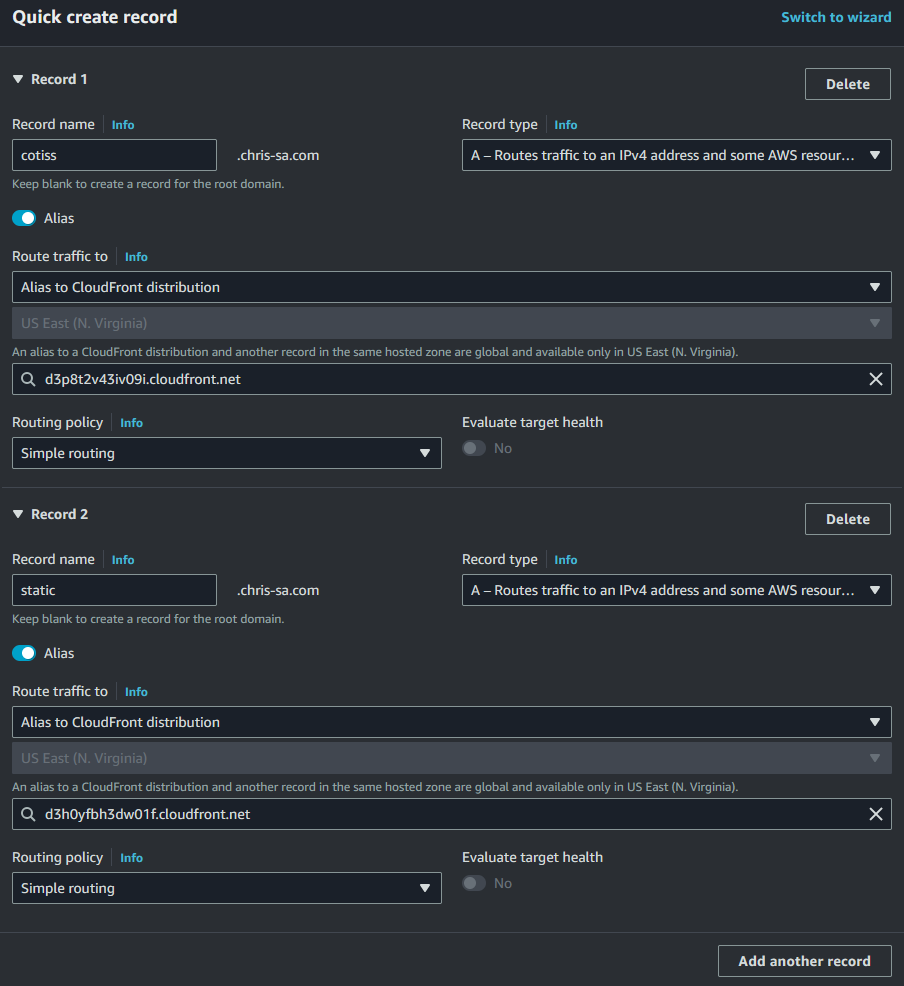 Quick create record
Switch to wizard
Record 1
Delete
Record name Info
Record type Info
cotiss .chris-sa.com
A – Routes traffic to an IPv4 address and some AWS resour...
Keep blank to create a record for the root domain.
Alias
Route traffic to Info
Alias to CloudFront distribution
US East (N. Virginia)
An alias to a CloudFront distribution and another record in the same hosted zone are global and available only in US East (N. Virginia).
d3p8t2v43iv09i.cloudfront.net
Routing policy Info
Evaluate target health
Simple routing
No
Record 2
Delete
Record name Info
Record type Info
static .chris-sa.com
A – Routes traffic to an IPv4 address and some AWS resour...
Keep blank to create a record for the root domain.
Alias
Route traffic to Info
Alias to CloudFront distribution
US East (N. Virginia)
An alias to a CloudFront distribution and another record in the same hosted zone are global and available only in US East (N. Virginia).
d3h0yfbh3dw01f.cloudfront.net
Routing policy Info
Evaluate target health
Simple routing
No
Add another record